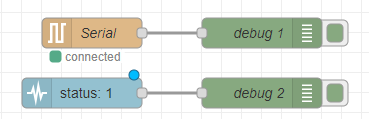 Serial debug 1
connected
status: 1 debug 2